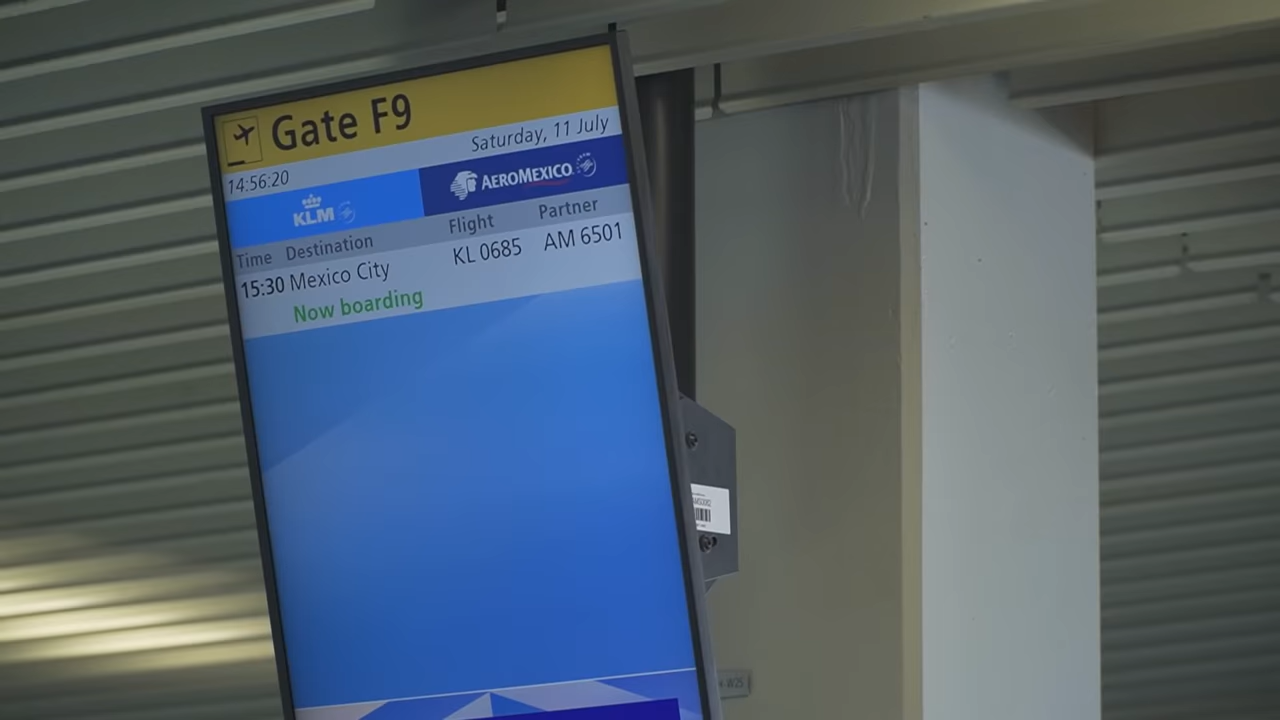 Gate F9
Saturday, 11 July
14:56:20
KLM AEROMEXICO
Time Destination Flight Partner
15:30 Mexico City KL 0685 AM 6501
Now boarding